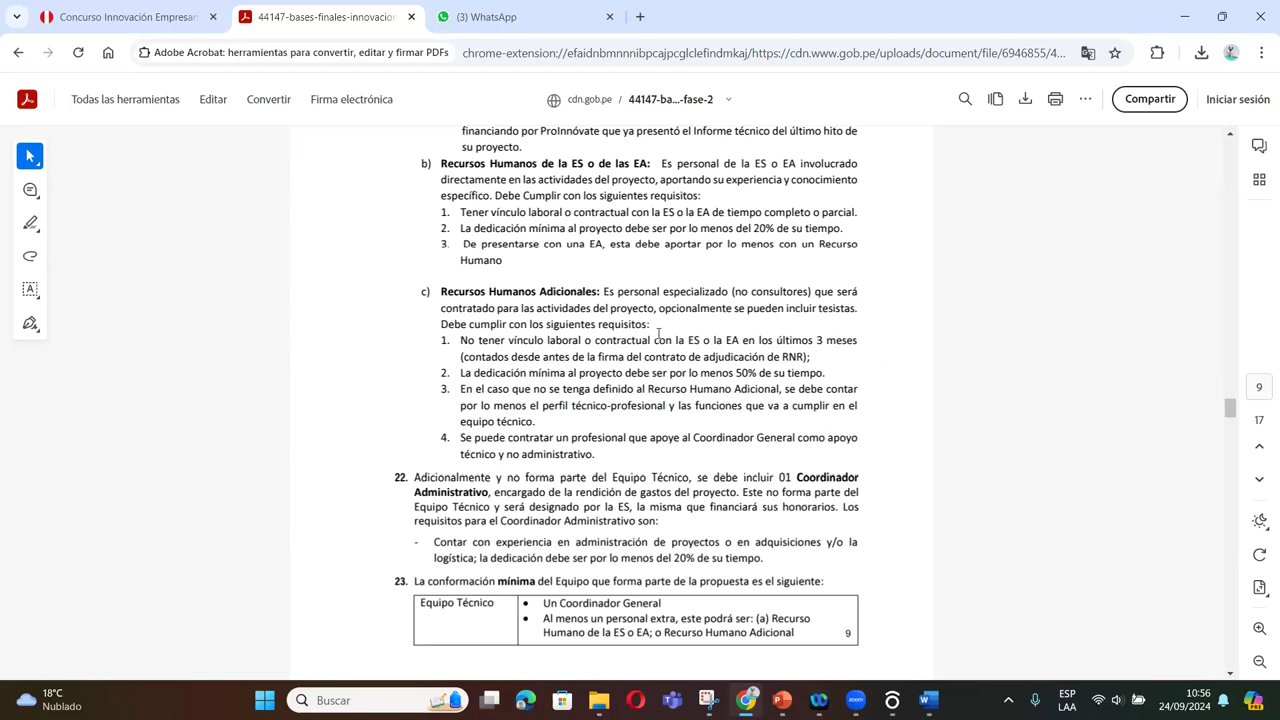 Concurso Innovación Empresar
44147-bases-finales-innovacion
(3) WhatsApp
Adobe Acrobat: herramientas para convertir, editar y firmar PDFs
chrome-extension://efaidnbmnnnibpcajpcglclefindmkaj/https://cdn.www.gob.pe/uploads/document/file/6946855/4...
Todas las herramientas Editar Convertir Firma electrónica
cdn.gob.pe / 44147-ba...-fase-2
Compartir
Iniciar sesión
financiando por ProInnóvate que ya presentó el Informe técnico del último hito de
su proyecto.
b) Recursos Humanos de la ES o de las EA: Es personal de la ES o EA involucrado
directamente en las actividades del proyecto, aportando su experiencia y conocimiento
específico. Debe Cumplir con los siguientes requisitos:
1. Tener vínculo laboral o contractual con la ES o la EA de tiempo completo o parcial.
2. La dedicación mínima al proyecto debe ser por lo menos del 20% de su tiempo.
3. De presentarse con una EA, esta debe aportar por lo menos con un Recurso
Humano
c) Recursos Humanos Adicionales: Es personal especializado (no consultores) que será
contratado para las actividades del proyecto, opcionalmente se pueden incluir tesistas.
Debe cumplir con los siguientes requisitos:
1. No tener vínculo laboral o contractual con la ES o la EA en los últimos 3 meses
(contados desde antes de la firma del contrato de adjudicación de RNR);
2. La dedicación mínima al proyecto debe ser por lo menos 50% de su tiempo.
3. En el caso que no se tenga definido al Recurso Humano Adicional, se debe contar
por lo menos el perfil técnico-profesional y las funciones que va a cumplir en el
equipo técnico.
4. Se puede contratar un profesional que apoye al Coordinador General como apoyo
técnico y no administrativo.
22. Adicionalmente y no forma parte del Equipo Técnico, se debe incluir 01 Coordinador
Administrativo, encargado de la rendición de gastos del proyecto. Este no forma parte del
Equipo Técnico y será designado por la ES, la misma que financiará sus honorarios. Los
requisitos para el Coordinador Administrativo son:
- Contar con experiencia en administración de proyectos o en adquisiciones y/o la
logística; la dedicación debe ser por lo menos del 20% de su tiempo.
23. La conformación mínima del Equipo que forma parte de la propuesta es el siguiente:
Equipo Técnico
• Un Coordinador General
• Al menos un personal extra, este podrá ser: (a) Recurso
Humano de la ES o EA; o Recurso Humano Adicional
9
9
17
18°C
Nublado
Buscar
ESP
LAA
10:56
24/09/2024